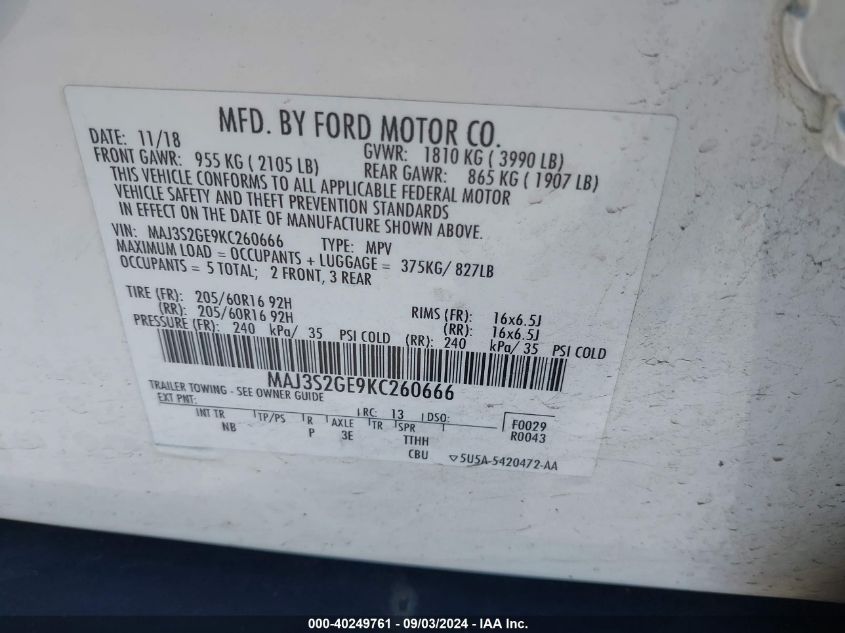 MFD. BY FORD MOTOR CO.
DATE: 11/18 GVWR: 1810 KG ( 3990 LB)
FRONT GAWR: 955 KG ( 2105 LB) REAR GAWR: 865 KG ( 1907 LB)
THIS VEHICLE CONFORMS TO ALL APPLICABLE FEDERAL MOTOR
VEHICLE SAFETY AND THEFT PREVENTION STANDARDS
IN EFFECT ON THE DATE OF MANUFACTURE SHOWN ABOVE.
VIN: MAJ3S2GE9KC260666 TYPE: MPV
MAXIMUM LOAD = OCCUPANTS + LUGGAGE = 375KG/ 827LB
OCCUPANTS = 5 TOTAL; 2 FRONT, 3 REAR
TIRE (FR): 205/60R16 92H RIMS (FR): 16x6.5J
(RR): 205/60R16 92H (RR): 16x6.5J
PRESSURE (FR): 240 kPa/ 35 PSI COLD (RR): 240 kPa/ 35 PSI COLD
MAJ3S2GE9KC260666
TRAILER TOWING - SEE OWNER GUIDE
EXT PNT: RC: 13 DSO: F0029
INT TR TP/PS R AXLE TR SPR R0043
NB P 3E TTHH
CBU 5U5A-5420472-AA
000-40249761 - 09/03/2024 - IAA Inc.